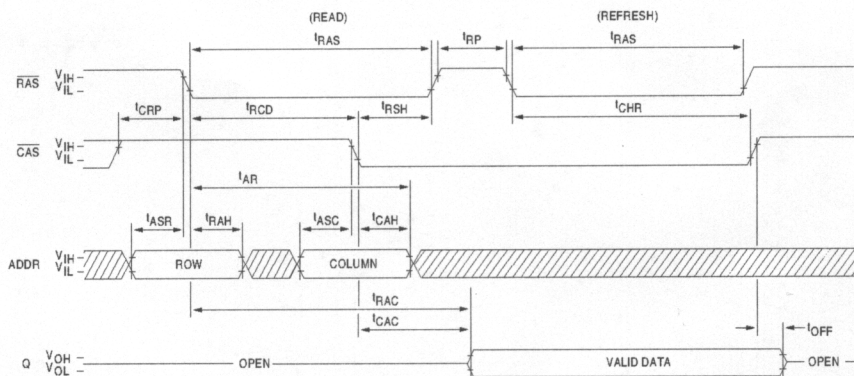 (READ) (REFRESH)
tRAS tRP tRAS
RAS VIH
VIL
tCRP tRCD tRSH tCHR
CAS VIH
VIL
tAR
tASR tRAH tASC tCAH
ADDR VIH
VIL
ROW COLUMN
tRAC
tCAC tOFF
Q VOH
VOL
OPEN VALID DATA OPEN